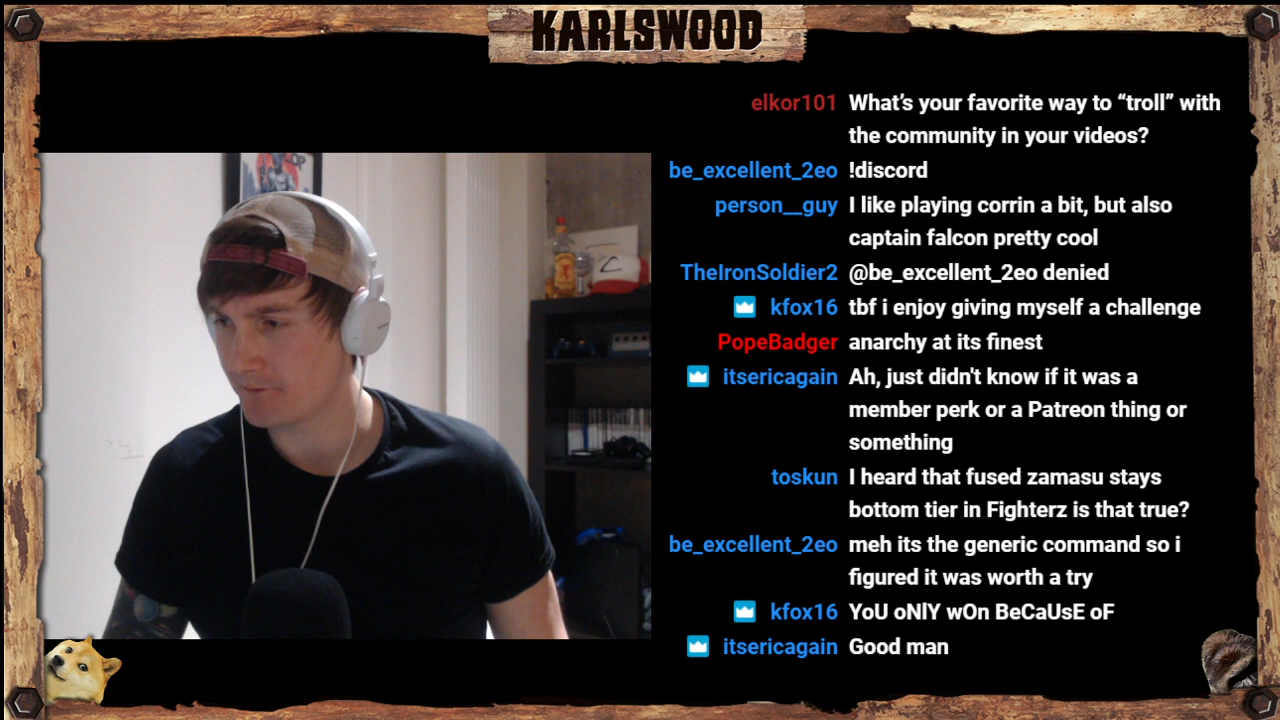 KARLSWOOD
elkor101 What's your favorite way to “troll” with
the community in your videos?
be_excellent_2eo !discord
person__guy I like playing corrin a bit, but also
captain falcon pretty cool
TheIronSoldier2 @be_excellent_2eo denied
kfox16 tbf i enjoy giving myself a challenge
PopeBadger anarchy at its finest
itsericagain Ah, just didn't know if it was a
member perk or a Patreon thing or
something
toskun I heard that fused zamasu stays
bottom tier in Fighterz is that true?
be_excellent_2eo meh its the generic command so i
figured it was worth a try
kfox16 YoU oNlY wOn BeCaUsE oF
itsericagain Good man